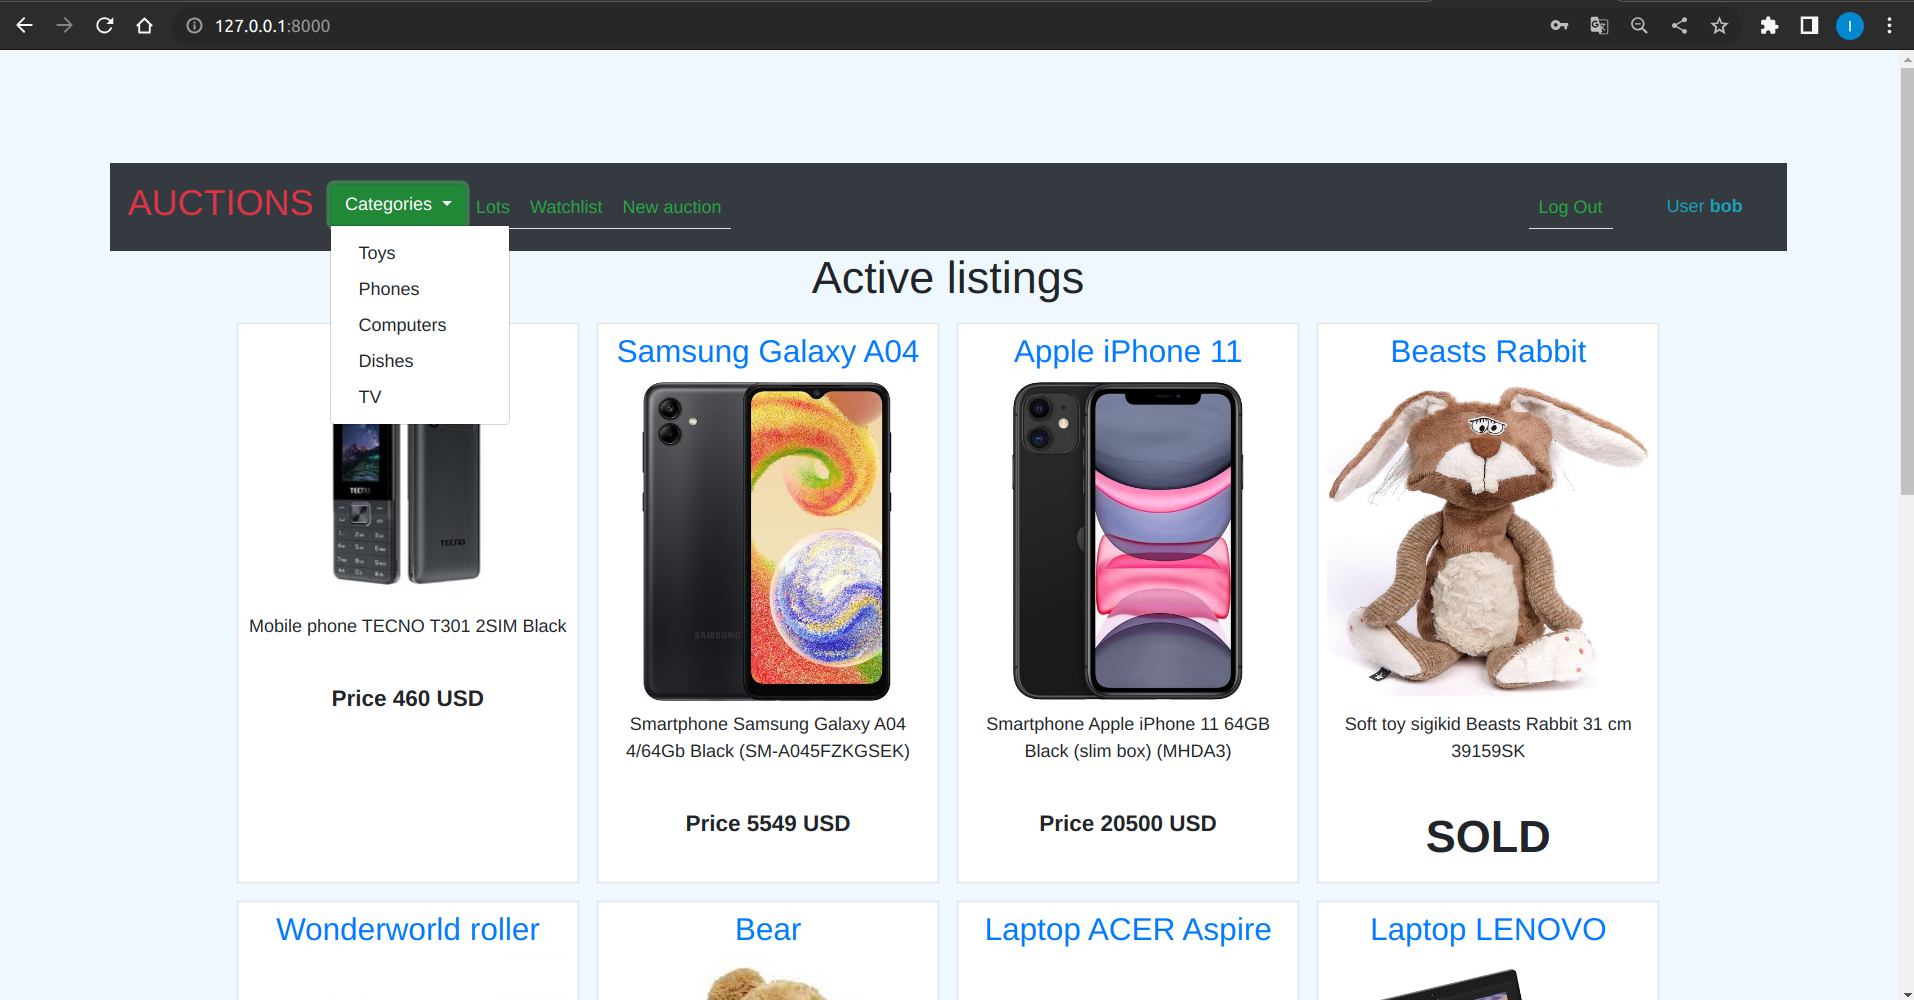 127.0.0.1:8000
I
AUCTIONS
Categories
Lots
Watchlist
New auction
Log Out
User bob
Toys
Phones
Computers
Dishes
TV
Active listings
TECNO
TECNO
Mobile phone TECNO T301 2SIM Black
Price 460 USD
Samsung Galaxy A04
SAMSUNG
Smartphone Samsung Galaxy A04
4/64Gb Black (SM-A045FZKGSEK)
Price 5549 USD
Apple iPhone 11
Smartphone Apple iPhone 11 64GB
Black (slim box) (MHDA3)
Price 20500 USD
Beasts Rabbit
Soft toy sigikid Beasts Rabbit 31 cm
39159SK
SOLD
Wonderworld roller
Bear
Laptop ACER Aspire
Laptop LENOVO